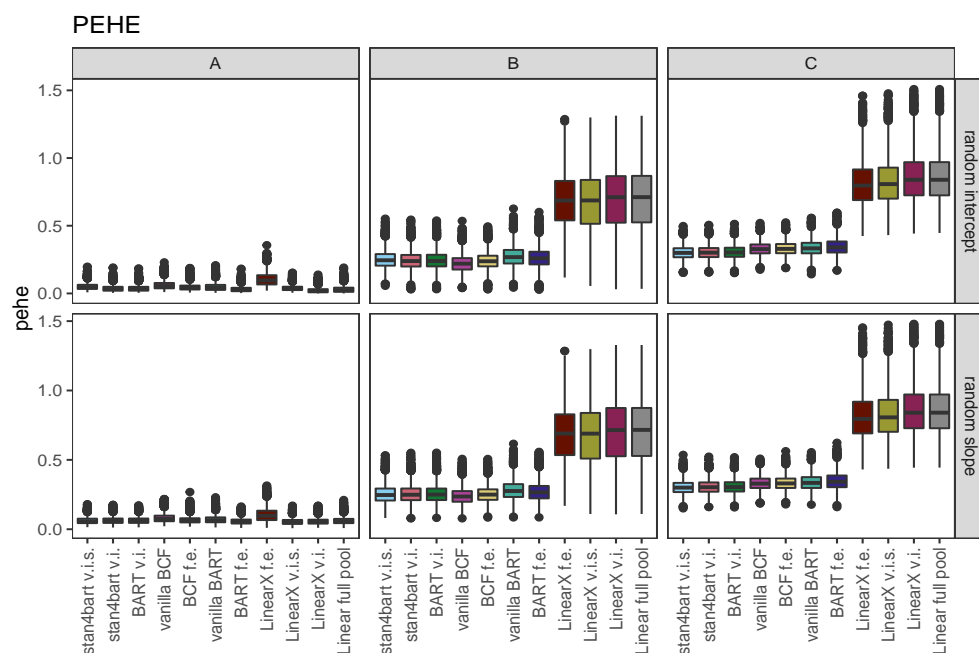 PEHE
A
B
C
pehe
1.5
1.0
0.5
0.0
random intercept
1.5
1.0
0.5
0.0
random slope
stan4bart v.i.s.
stan4bart v.i.
BART v.i.
vanilla BCF
BCF f.e.
vanilla BART
BART f.e.
LinearX f.e.
LinearX v.i.s.
LinearX v.i.
Linear full pool
stan4bart v.i.s.
stan4bart v.i.
BART v.i.
vanilla BCF
BCF f.e.
vanilla BART
BART f.e.
LinearX f.e.
LinearX v.i.s.
LinearX v.i.
Linear full pool
stan4bart v.i.s.
stan4bart v.i.
BART v.i.
vanilla BCF
BCF f.e.
vanilla BART
BART f.e.
LinearX f.e.
LinearX v.i.s.
LinearX v.i.
Linear full pool